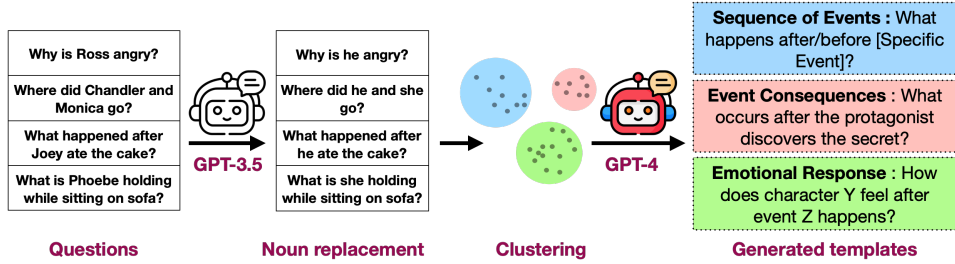 Why is Ross angry?
Where did Chandler and
Monica go?
What happened after
Joey ate the cake?
What is Phoebe holding
while sitting on sofa?
Questions
GPT-3.5
Why is he angry?
Where did he and she
go?
What happened after
he ate the cake?
What is she holding
while sitting on sofa?
Noun replacement
Clustering
GPT-4
Sequence of Events : What
happens after/before [Specific
Event]?
Event Consequences : What
occurs after the protagonist
discovers the secret?
Emotional Response : How
does character Y feel after
event Z happens?
Generated templates